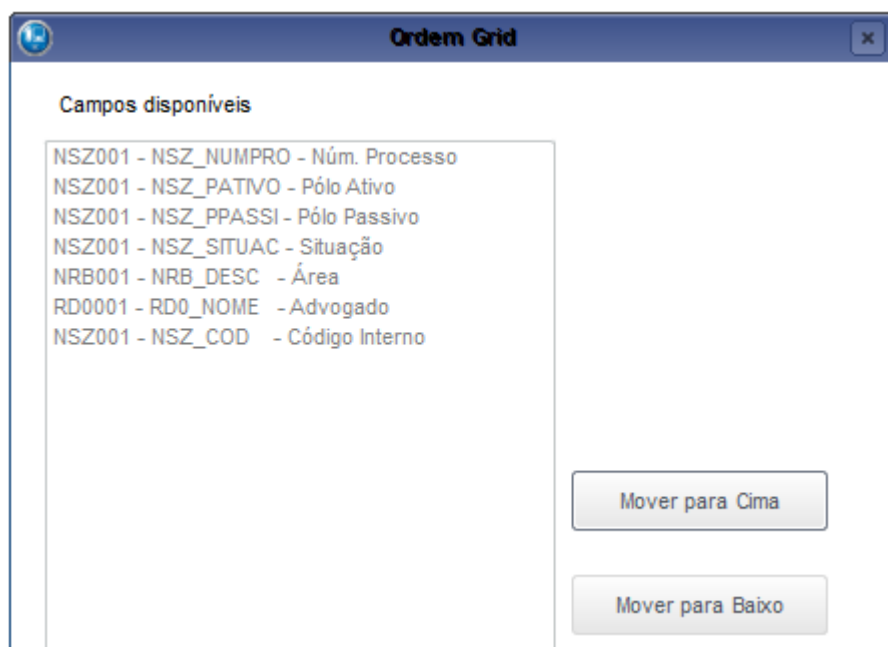 Ordem Grid
Campos disponíveis
NSZ001 - NSZ_NUMPRO - Núm. Processo
NSZ001 - NSZ_PATIVO - Pólo Ativo
NSZ001 - NSZ_PPASSI - Pólo Passivo
NSZ001 - NSZ_SITUAC - Situação
NRB001 - NRB_DESC - Área
RD0001 - RD0_NOME - Advogado
NSZ001 - NSZ_COD - Código Interno
Mover para Cima
Mover para Baixo